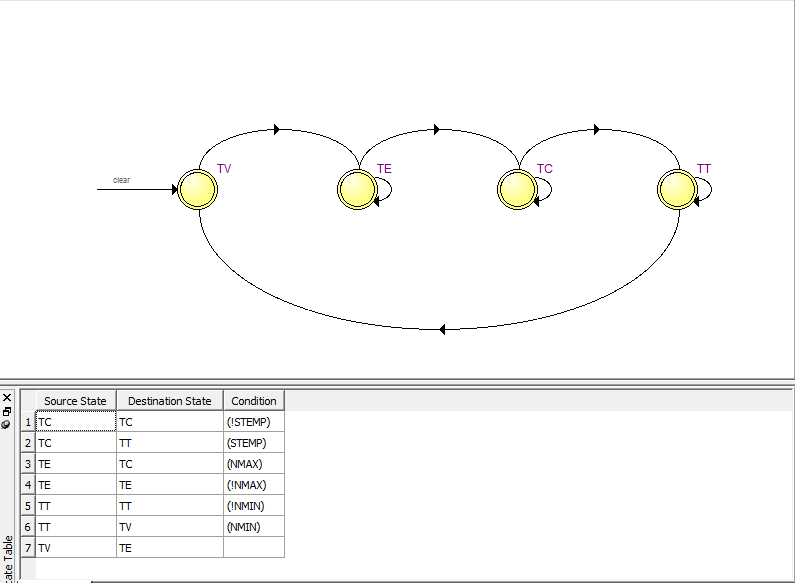 clear
TV
TE
TC
TT
Source State Destination State Condition
1 TC TC (!STEMP)
2 TC TT (STEMP)
3 TE TC (NMAX)
4 TE TE (!NMAX)
5 TT TT (!NMIN)
6 TT TV (NMIN)
7 TV TE
Table